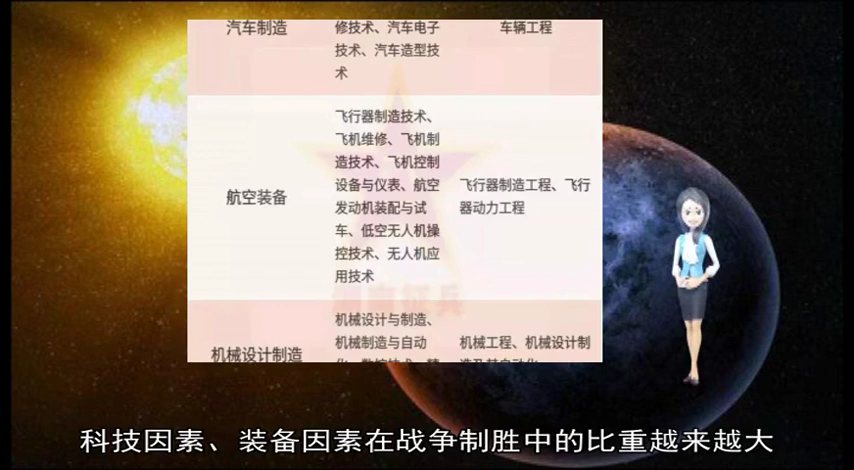 汽车制造
修技术、汽车电子
技术、汽车造型技
术
车辆工程
航空装备
飞行器制造技术、
飞机维修、飞机制
造技术、飞机控制
设备与仪表、航空
发动机装配与试
车、低空无人机操
控技术、无人机应
用技术
飞行器制造工程、飞行
器动力工程
机械设计制造
机械设计与制造、
机械制造与自动
机械工程、机械设计制
科技因素、装备因素在战争制胜中的比重越来越大